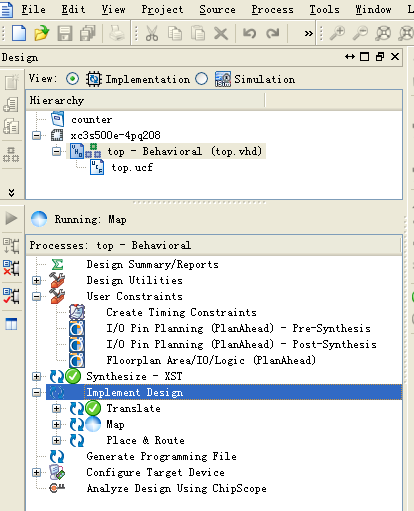 File Edit View Project Source Process Tools Window L
»
Design
View: Implementation Simulation
Hierarchy
counter
xc3s500e-4pq208
top - Behavioral (top.vhd)
top.ucf
»
Running: Map
Processes: top - Behavioral
Design Summary/Reports
Design Utilities
User Constraints
Create Timing Constraints
I/O Pin Planning (PlanAhead) - Pre-Synthesis
I/O Pin Planning (PlanAhead) - Post-Synthesis
Floorplan Area/IO/Logic (PlanAhead)
Synthesize - XST
Implement Design
Translate
Map
Place & Route
Generate Programming File
Configure Target Device
Analyze Design Using ChipScope